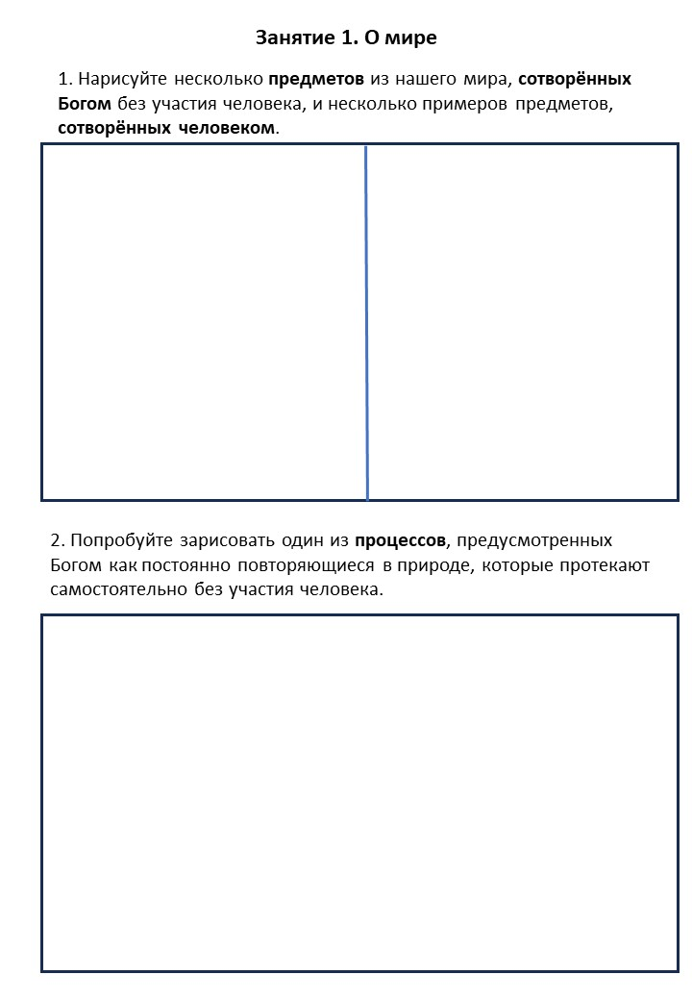 Занятие 1. О мире
1. Нарисуйте несколько предметов из нашего мира, сотворённых
Богом без участия человека, и несколько примеров предметов,
сотворённых человеком.
2. Попробуйте зарисовать один из процессов, предусмотренных
Богом как постоянно повторяющиеся в природе, которые протекают
самостоятельно без участия человека.